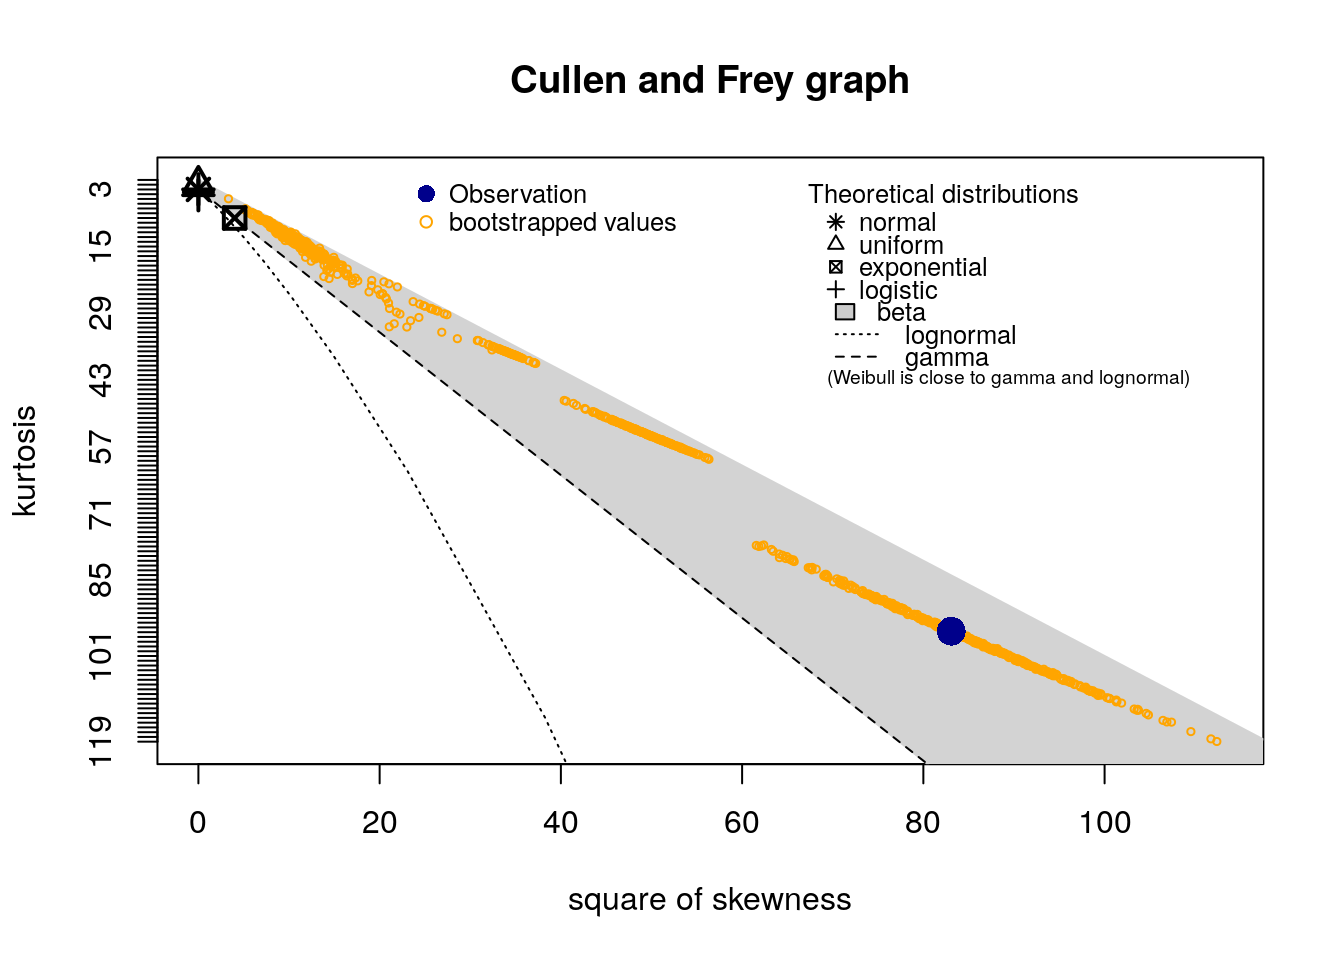 Cullen and Frey graph
Observation
bootstrapped values
Theoretical distributions
normal
uniform
exponential
logistic
beta
lognormal
gamma
(Weibull is close to gamma and lognormal)
kurtosis
3
15
29
43
57
71
85
101
119
0 20 40 60 80 100
square of skewness